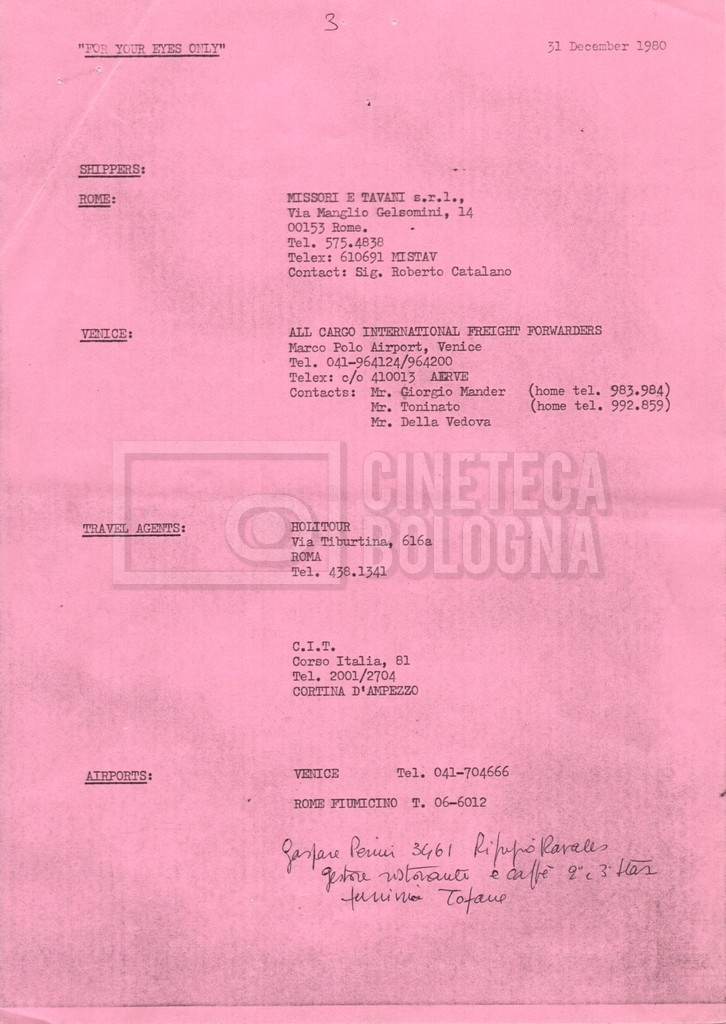 3
"FOR YOUR EYES ONLY" 31 December 1980
SHIPPERS:
ROME: MISSORI E TAVANI s.r.l.,
Via Manglio Gelsomini, 14
00153 Rome.
Tel. 575.4838
Telex: 610691 MISTAV
Contact: Sig. Roberto Catalano
VENICE: ALL CARGO INTERNATIONAL FREIGHT FORWARDERS
Marco Polo Airport, Venice
Tel. 041-964124/964200
Telex: c/o 410013 AERVE
Contacts: Mr. Giorgio Mander (home tel. 983.984)
Mr. Toninato (home tel. 992.859)
Mr. Della Vedova
CINETECA
BOLOGNA
TRAVEL AGENTS: HOLITOUR
Via Tiburtina, 616a
ROMA
Tel. 438.1341
C.I.T.
Corso Italia, 81
Tel. 2001/2704
CORTINA D'AMPEZZO
AIRPORTS: VENICE Tel. 041-704666
ROME FIUMICINO T. 06-6012
Gaspare 3461
gestore ristorante e caffè 2° e 3°
funivia Tofane